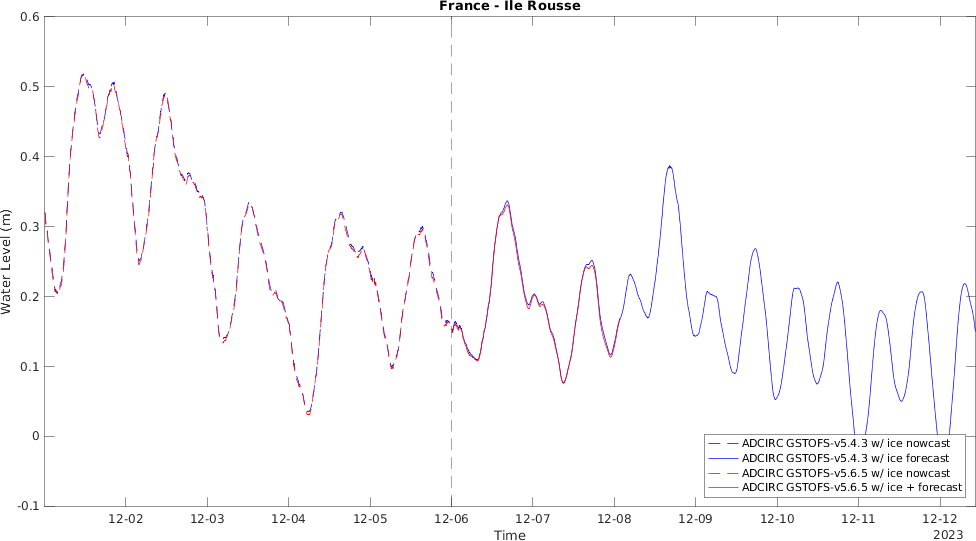 France - Ile Rousse
0.6
0.5
0.4
0.3
0.2
0.1
0
-0.1
Water Level (m)
12-02 12-03 12-04 12-05 12-06 12-07 12-08 12-09 12-10 12-11 12-12
Time
2023
ADCIRC GSTOFS-v5.4.3 w/ ice nowcast
ADCIRC GSTOFS-v5.4.3 w/ ice forecast
ADCIRC GSTOFS-v5.6.5 w/ ice nowcast
ADCIRC GSTOFS-v5.6.5 w/ ice + forecast